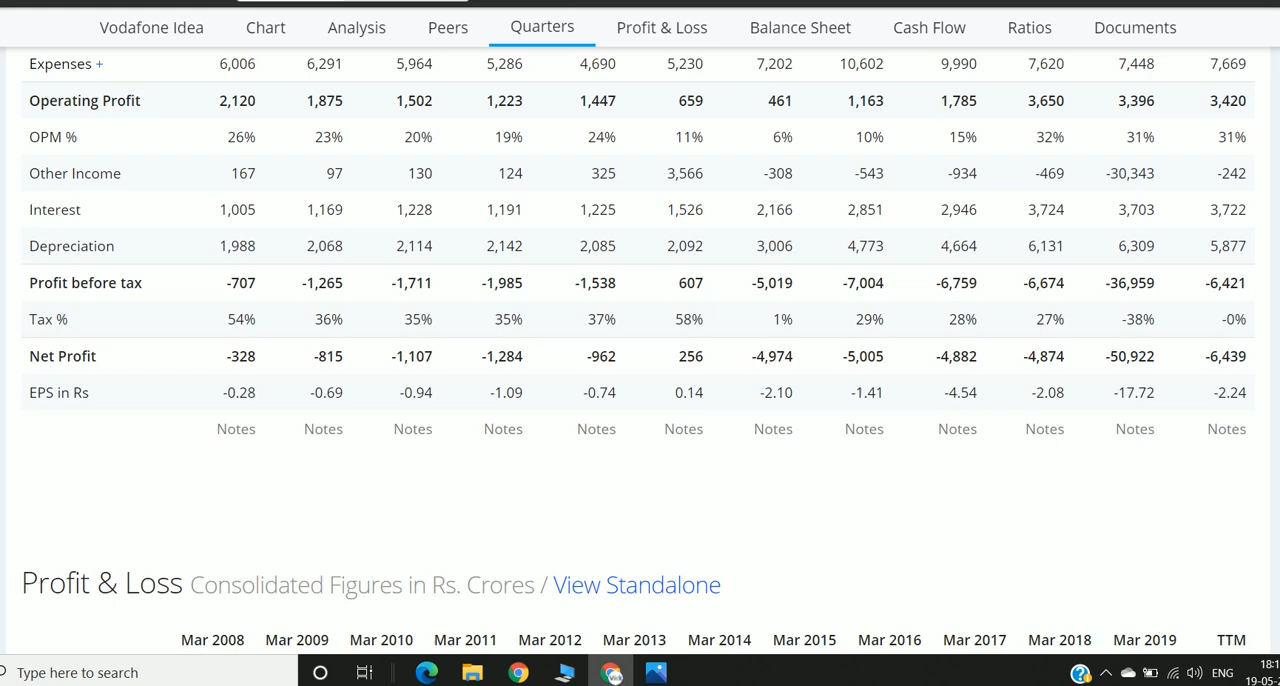 Vodafone Idea Chart Analysis Peers Quarters Profit & Loss Balance Sheet Cash Flow Ratios Documents
Expenses + 6,006 6,291 5,964 5,286 4,690 5,230 7,202 10,602 9,990 7,620 7,448 7,669
Operating Profit 2,120 1,875 1,502 1,223 1,447 659 461 1,163 1,785 3,650 3,396 3,420
OPM % 26% 23% 20% 19% 24% 11% 6% 10% 15% 32% 31% 31%
Other Income 167 97 130 124 325 3,566 -308 -543 -934 -469 -30,343 -242
Interest 1,005 1,169 1,228 1,191 1,225 1,526 2,166 2,851 2,946 3,724 3,703 3,722
Depreciation 1,988 2,068 2,114 2,142 2,085 2,092 3,006 4,773 4,664 6,131 6,309 5,877
Profit before tax -707 -1,265 -1,711 -1,985 -1,538 607 -5,019 -7,004 -6,759 -6,674 -36,959 -6,421
Tax % 54% 36% 35% 35% 37% 58% 1% 29% 28% 27% -38% -0%
Net Profit -328 -815 -1,107 -1,284 -962 256 -4,974 -5,005 -4,882 -4,874 -50,922 -6,439
EPS in Rs -0.28 -0.69 -0.94 -1.09 -0.74 0.14 -2.10 -1.41 -4.54 -2.08 -17.72 -2.24
Notes Notes Notes Notes Notes Notes Notes Notes Notes Notes Notes Notes
Profit & Loss Consolidated Figures in Rs. Crores / View Standalone
Mar 2008 Mar 2009 Mar 2010 Mar 2011 Mar 2012 Mar 2013 Mar 2014 Mar 2015 Mar 2016 Mar 2017 Mar 2018 Mar 2019 TTM
Type here to search ENG 18:1
19-05-